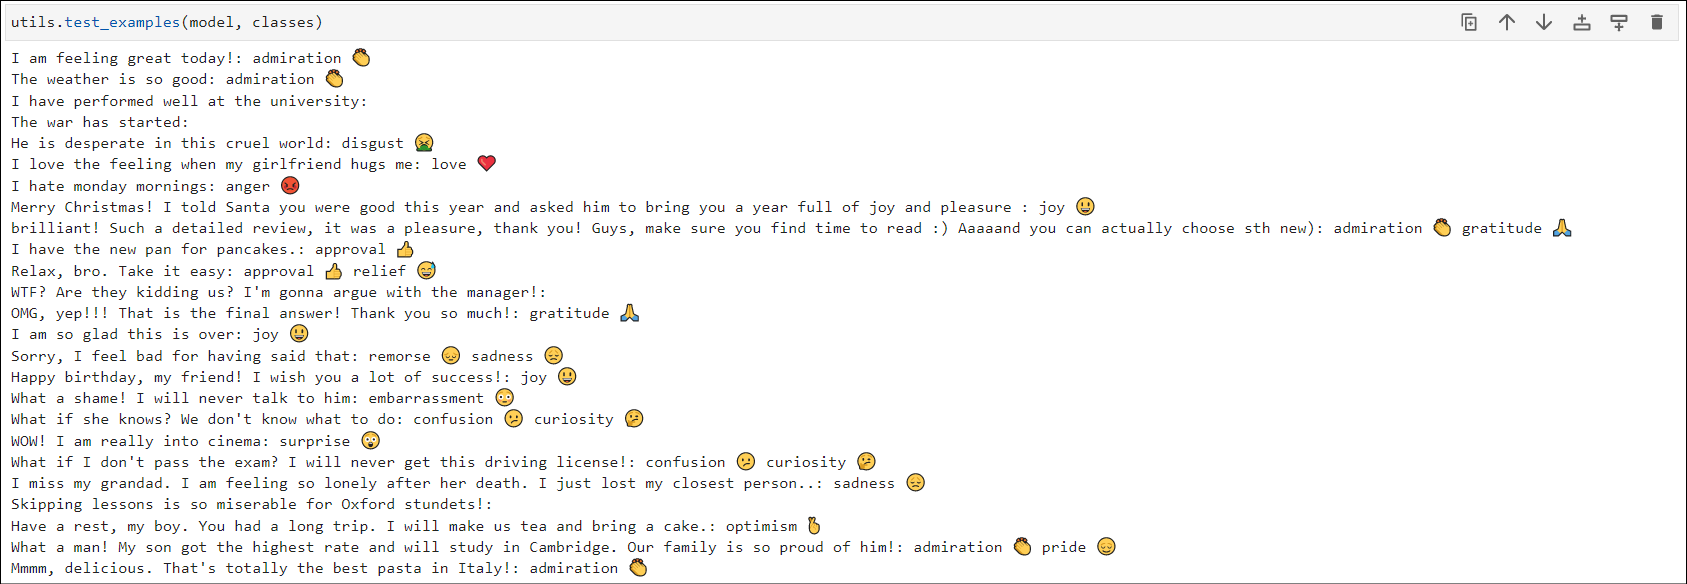 utils.test_examples(model, classes)
I am feeling great today!: admiration 👏
The weather is so good: admiration 👏
I have performed well at the university:
The war has started:
He is desperate in this cruel world: disgust 🤮
I love the feeling when my girlfriend hugs me: love ❤️
I hate monday mornings: anger 😡
Merry Christmas! I told Santa you were good this year and asked him to bring you a year full of joy and pleasure : joy 😃
brilliant! Such a detailed review, it was a pleasure, thank you! Guys, make sure you find time to read :) Aaaaand you can actually choose sth new): admiration 👏 gratitude 🙏
I have the new pan for pancakes.: approval 👍
Relax, bro. Take it easy: approval 👍 relief 😅
WTF? Are they kidding us? I'm gonna argue with the manager!:
OMG, yep!!! That is the final answer! Thank you so much!: gratitude 🙏
I am so glad this is over: joy 😃
Sorry, I feel bad for having said that: remorse 😔 sadness 😞
Happy birthday, my friend! I wish you a lot of success!: joy 😃
What a shame! I will never talk to him: embarrassment 😳
What if she knows? We don't know what to do: confusion 😕 curiosity 🤔
WOW! I am really into cinema: surprise 😲
What if I don't pass the exam? I will never get this driving license!: confusion 😕 curiosity 🤔
I miss my grandad. I am feeling so lonely after her death. I just lost my closest person..: sadness 😞
Skipping lessons is so miserable for Oxford stundets!:
Have a rest, my boy. You had a long trip. I will make us tea and bring a cake.: optimism 🤞
What a man! My son got the highest rate and will study in Cambridge. Our family is so proud of him!: admiration 👏 pride 😌
Mmmm, delicious. That's totally the best pasta in Italy!: admiration 👏